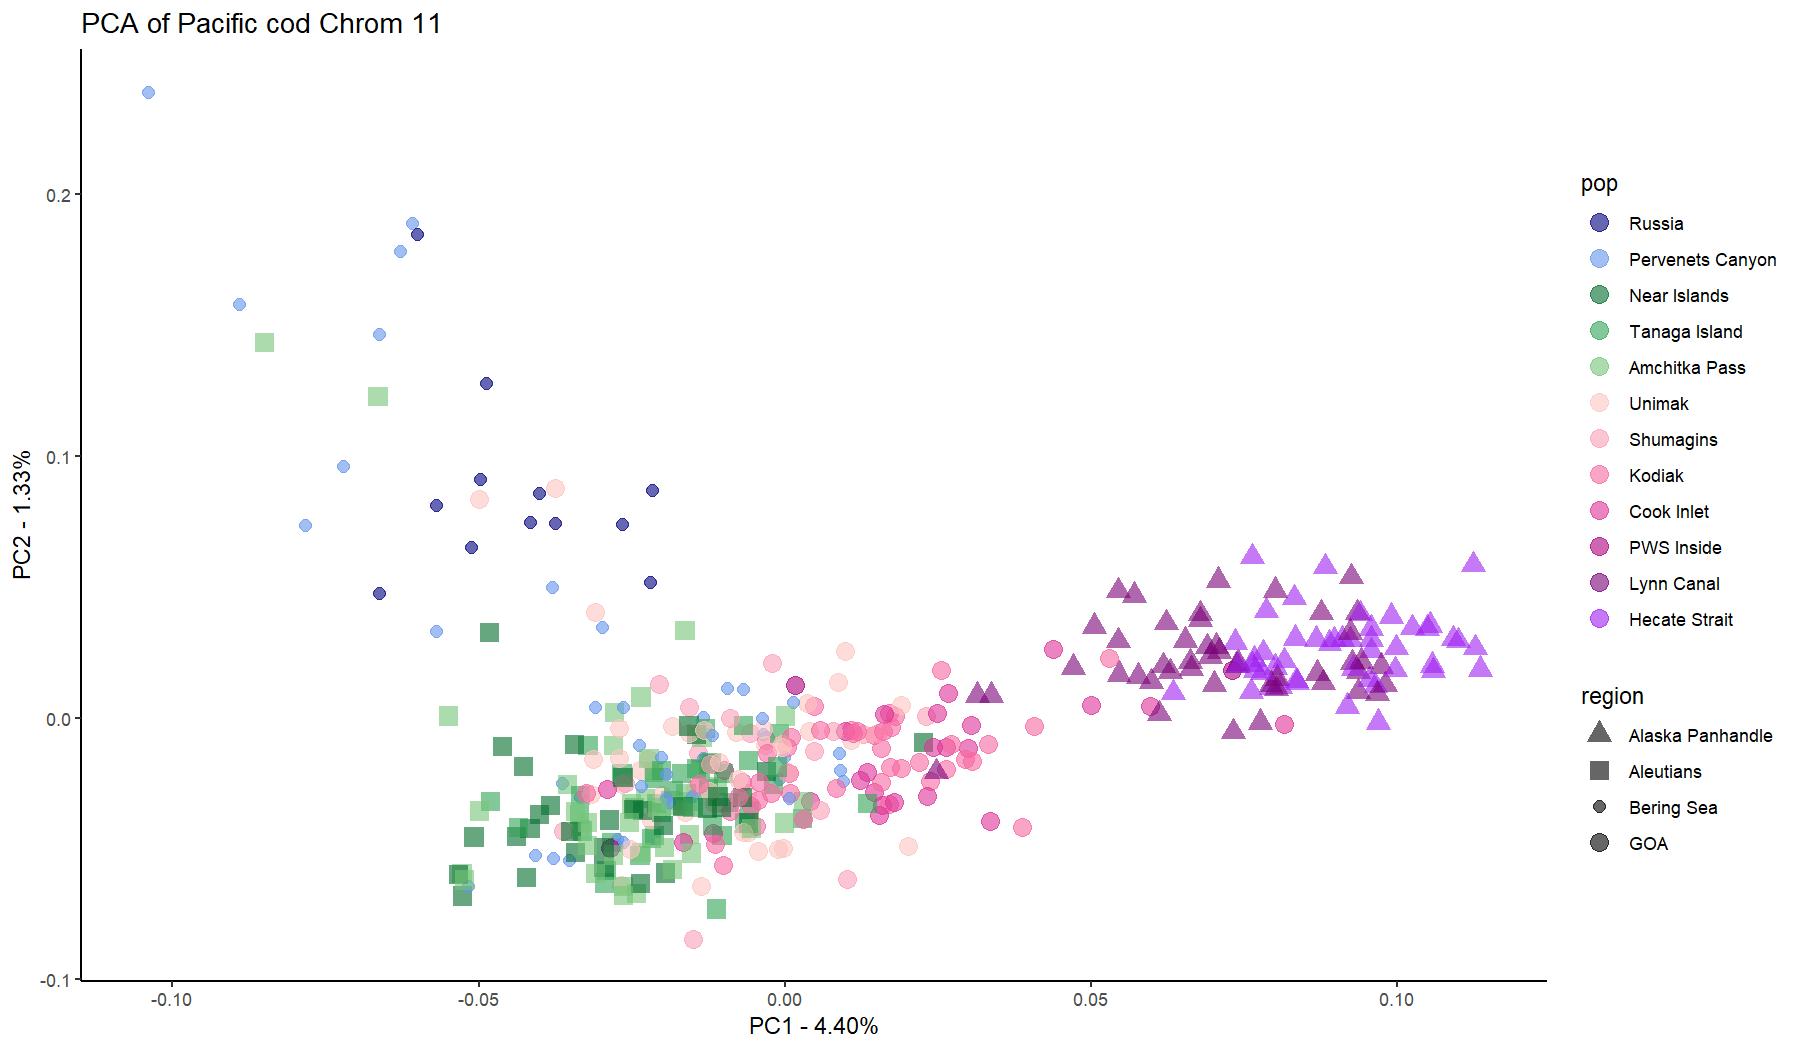 PCA of Pacific cod Chrom 11
PC2 - 1.33%
0.2
0.1
0.0
-0.1
-0.10
-0.05
0.00
0.05
0.10
PC1 - 4.40%
pop
Russia
Pervenets Canyon
Near Islands
Tanaga Island
Amchitka Pass
Unimak
Shumagins
Kodiak
Cook Inlet
PWS Inside
Lynn Canal
Hecate Strait
region
Alaska Panhandle
Aleutians
Bering Sea
GOA